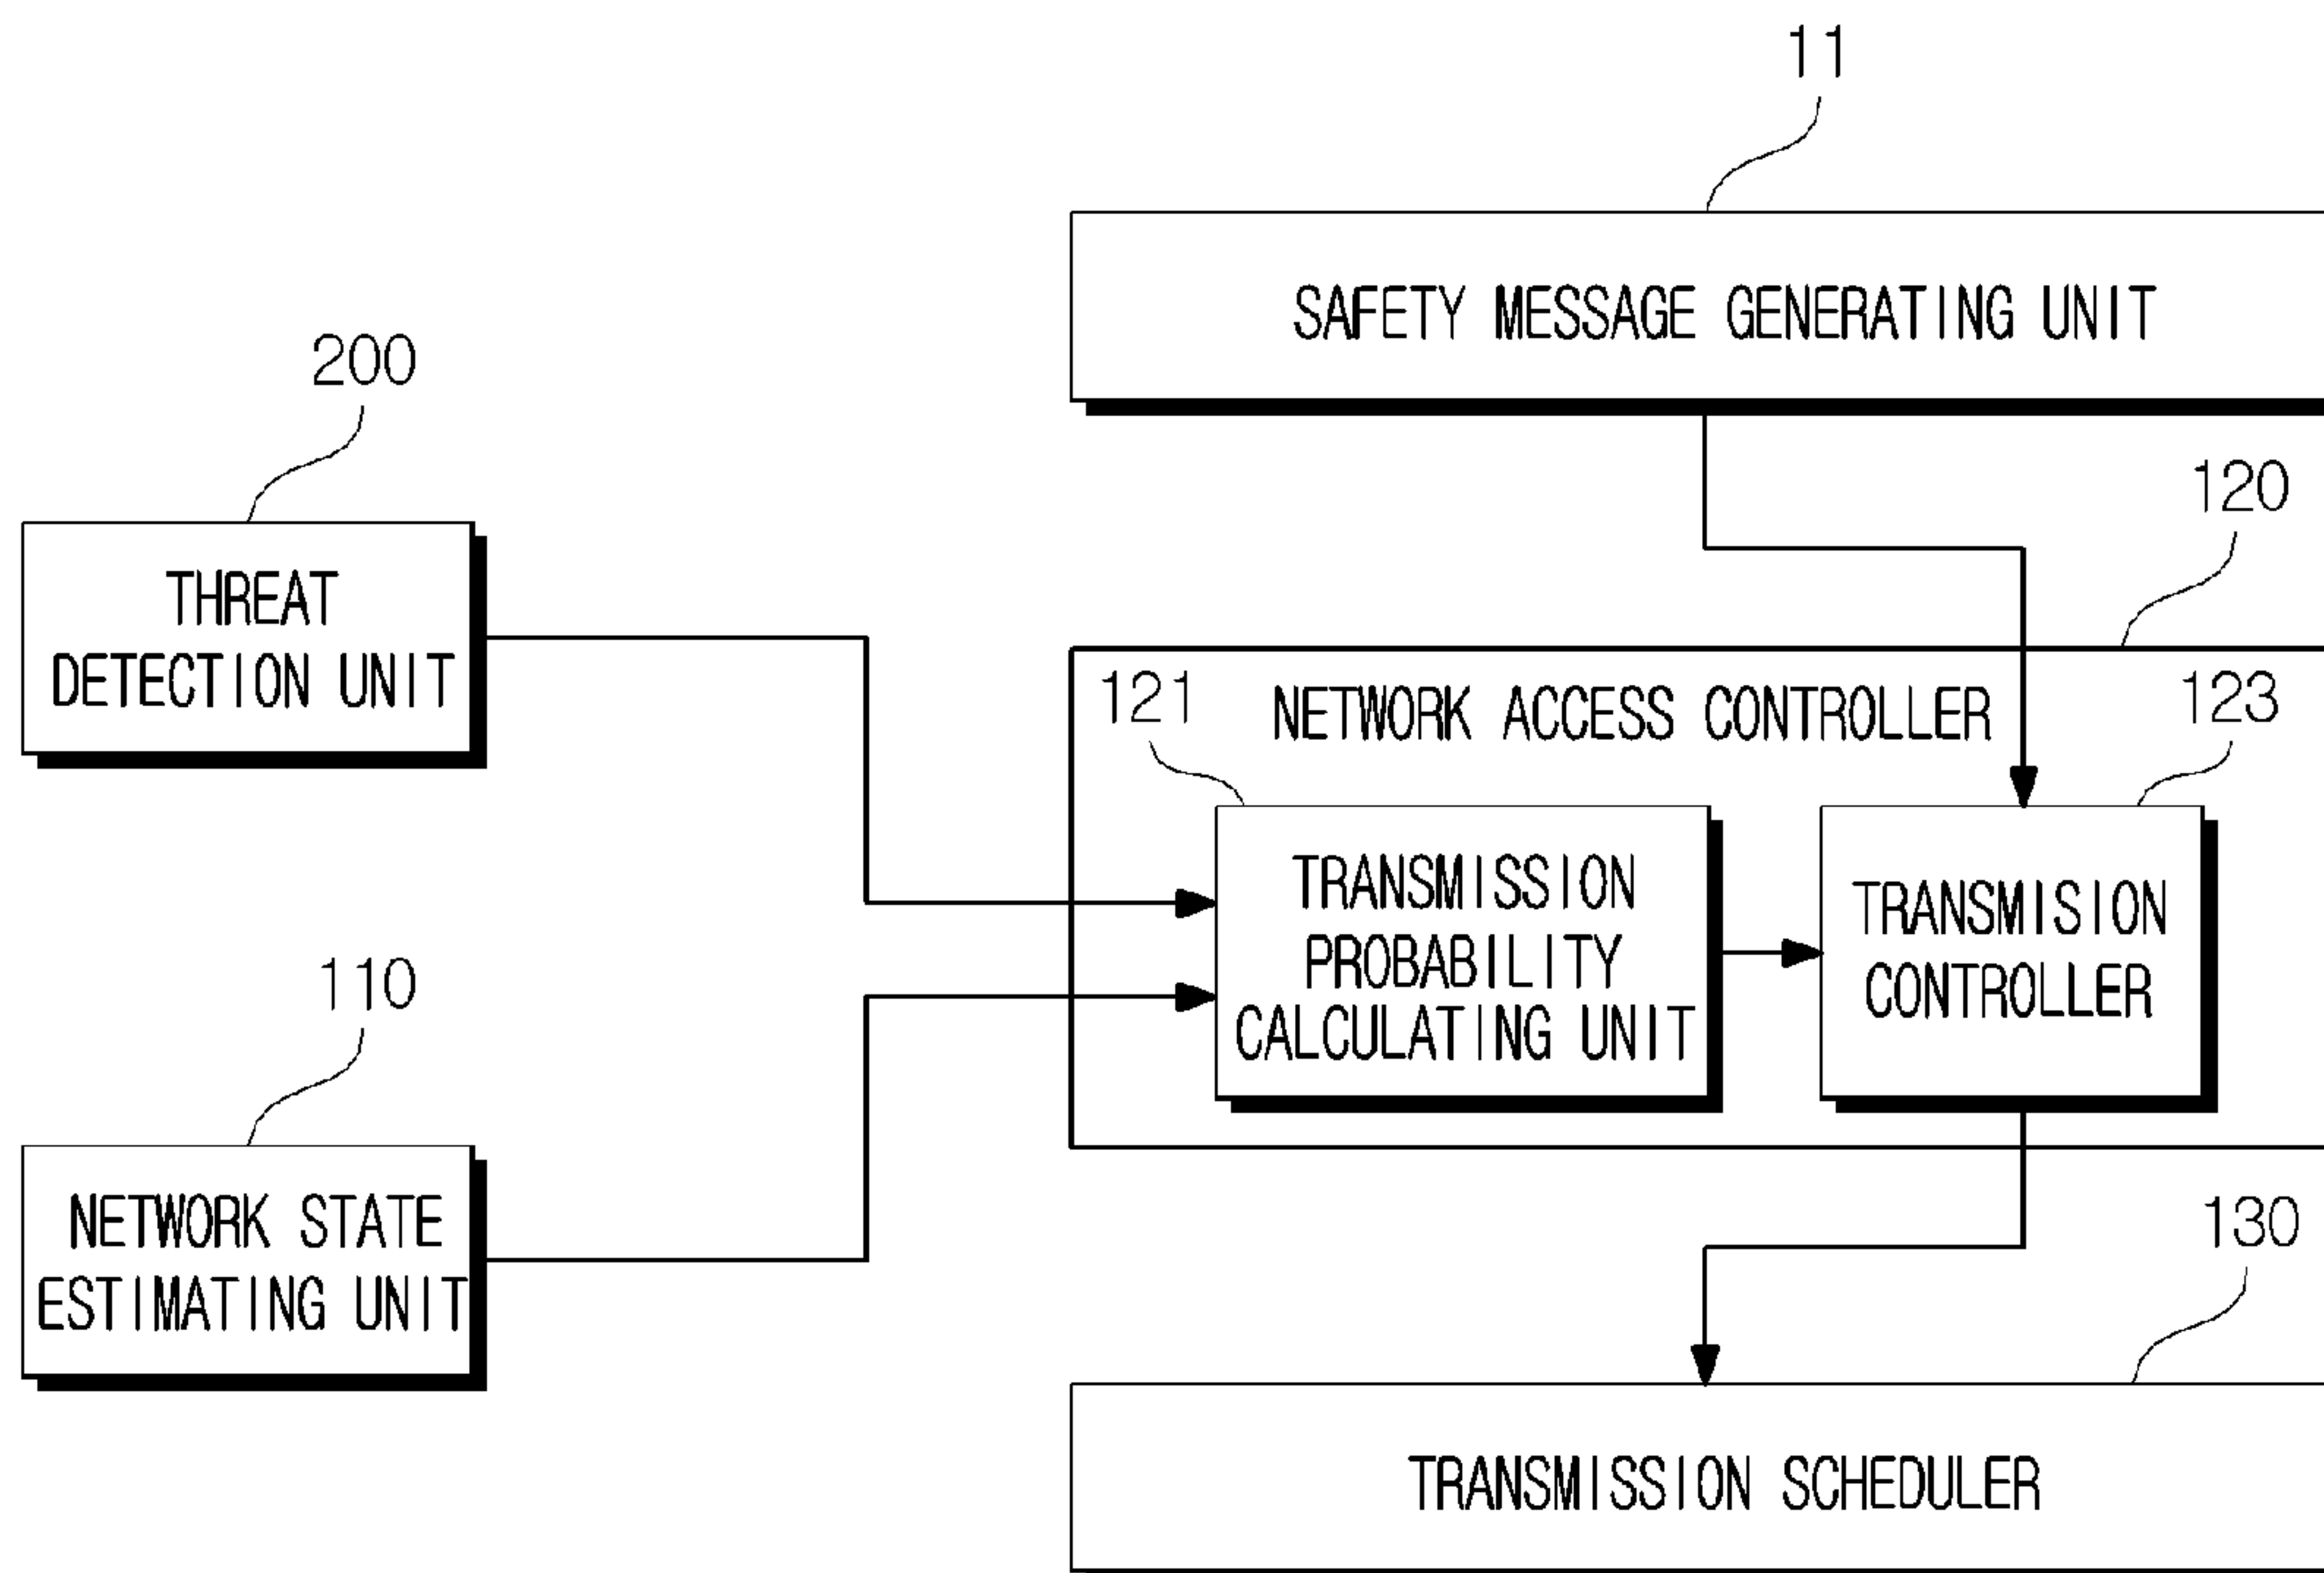 11
SAFETY MESSAGE GENERATING UNIT
200
THREAT
DETECTION UNIT
120
121
NETWORK ACCESS CONTROLLER
123
TRANSMISSION
PROBABILITY
CALCULATING UNIT
TRANSMISION
CONTROLLER
110
NETWORK STATE
ESTIMATING UNIT
130
TRANSMISSION SCHEDULER